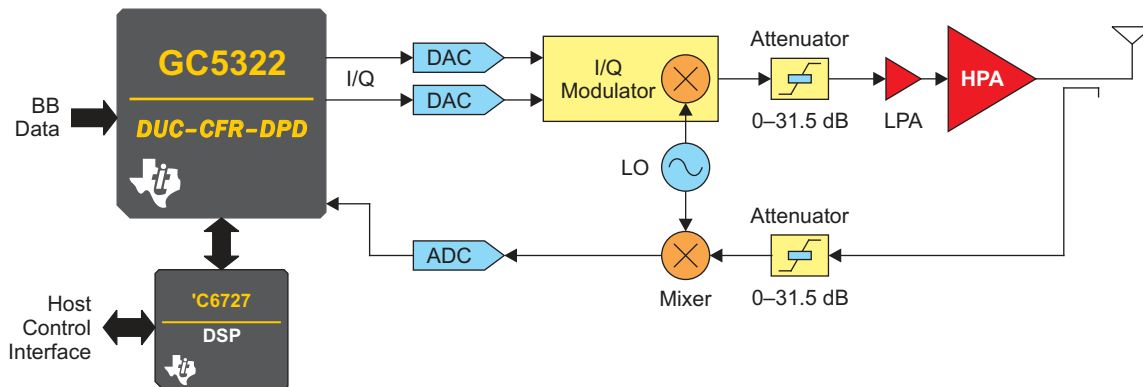 GC5322
DUC–CFR–DPD
BB
Data
I/Q
DAC
DAC
I/Q
Modulator
Attenuator
0–31.5 dB
LPA
HPA
LO
ADC
Mixer
Attenuator
0–31.5 dB
'C6727
DSP
Host
Control
Interface